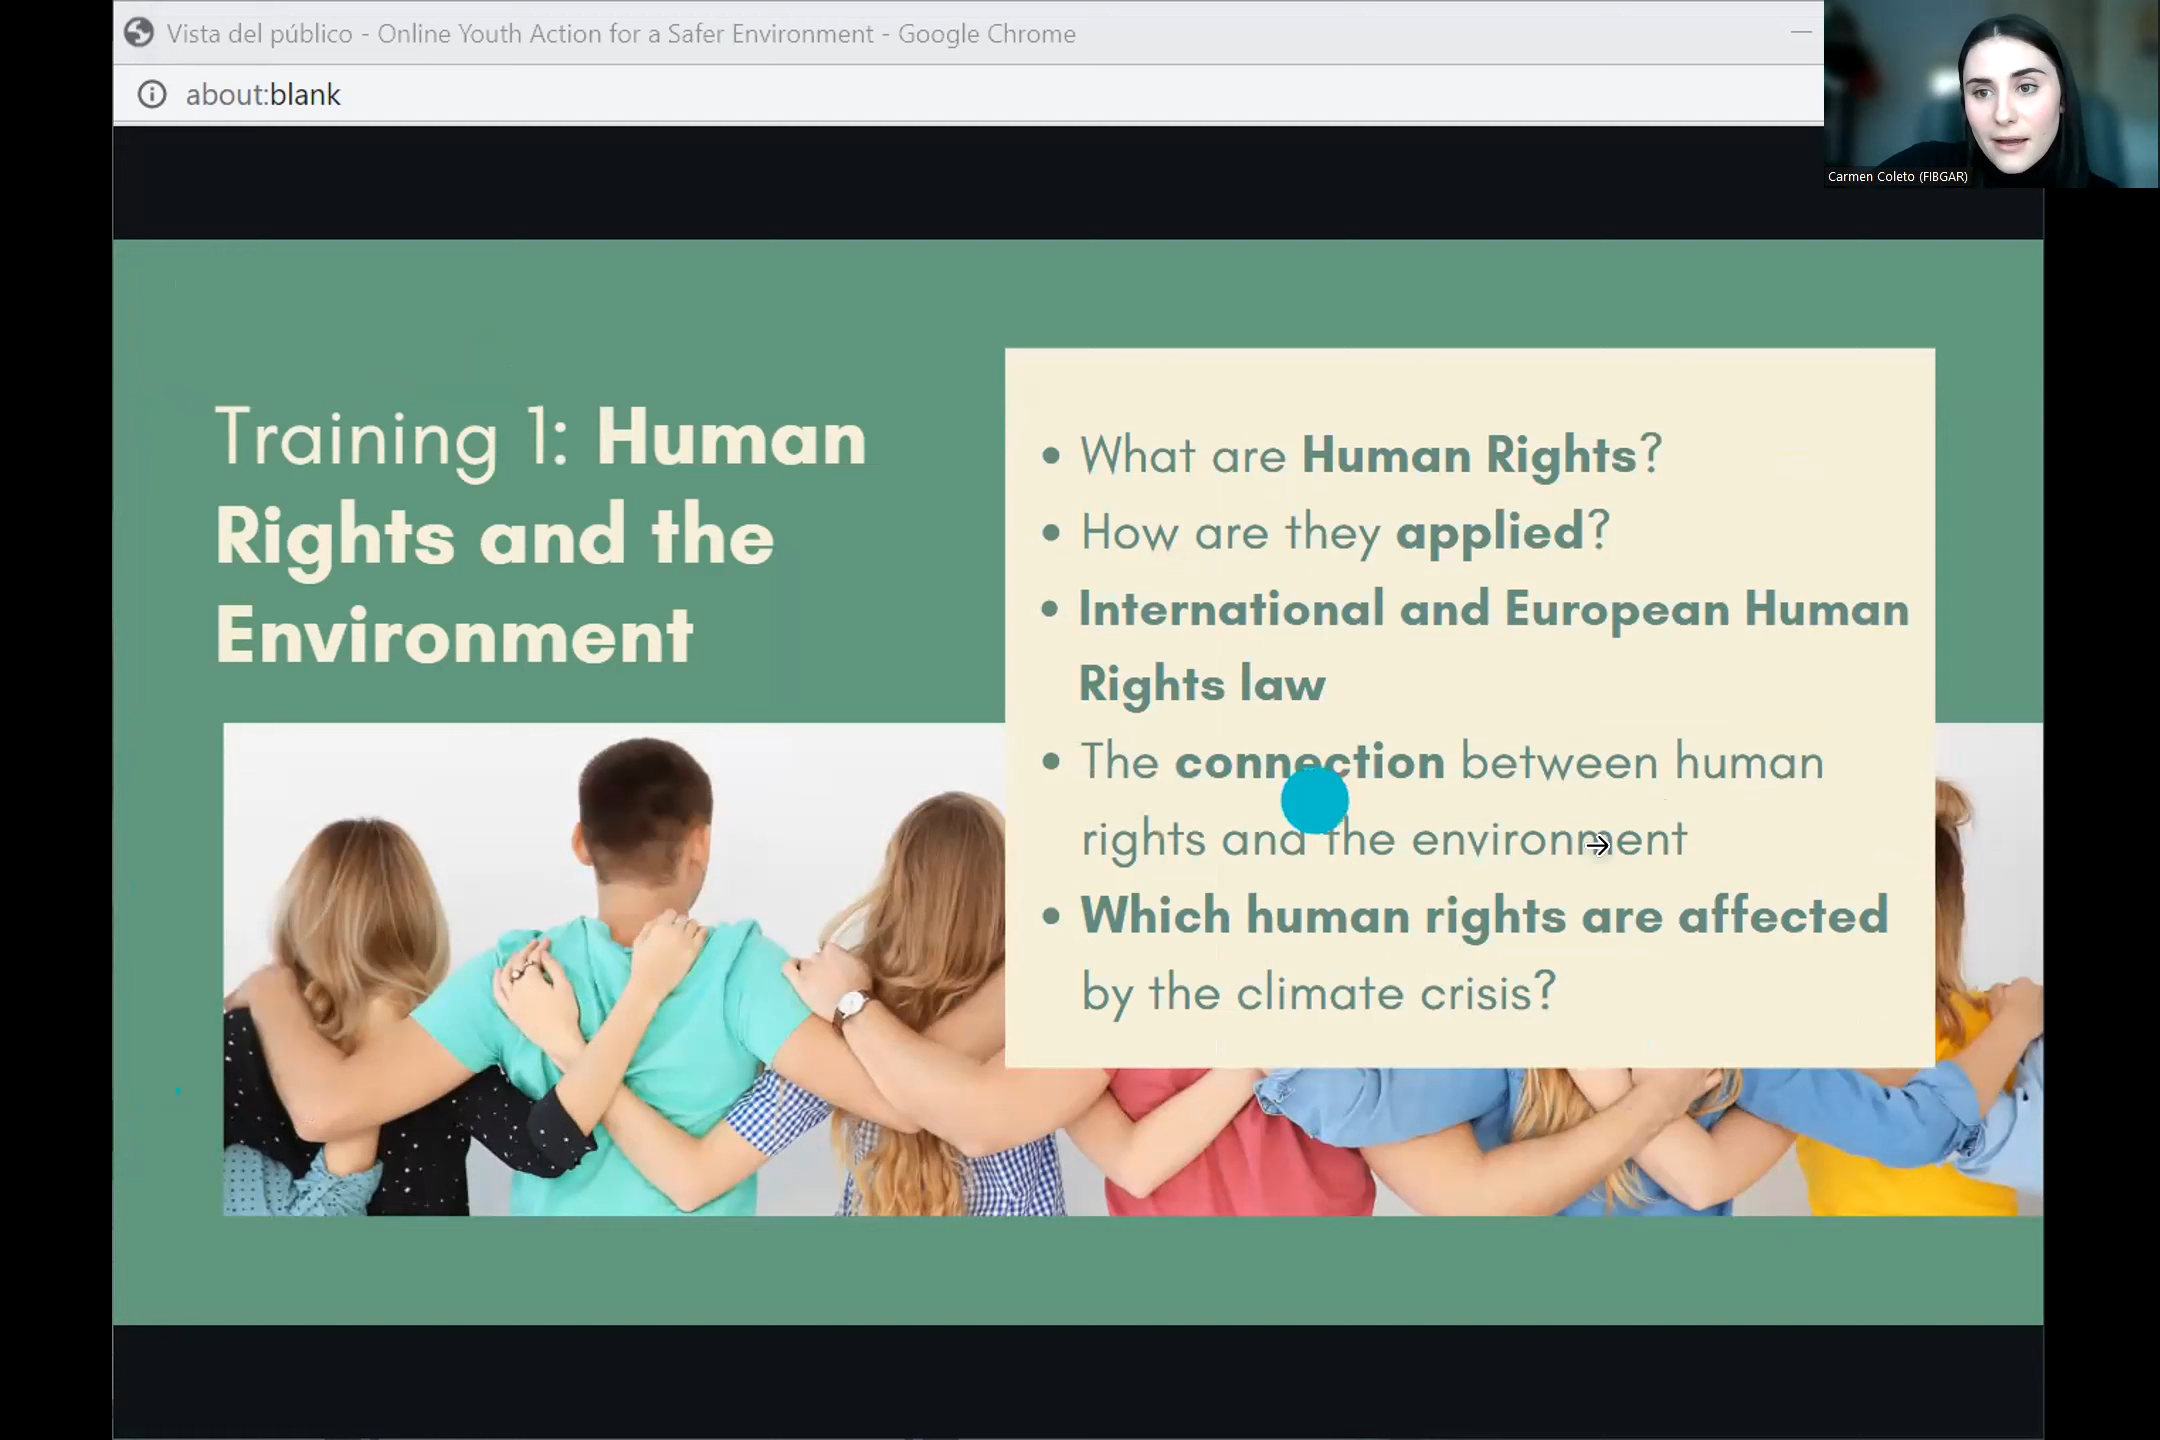 Vista del público - Online Youth Action for a Safer Environment - Google Chrome
about:blank
Carmen Coleto (FIBGAR)
Training 1: Human
Rights and the
Environment
• What are Human Rights?
• How are they applied?
• International and European Human
Rights law
• The connection between human
rights and the environment
• Which human rights are affected
by the climate crisis?